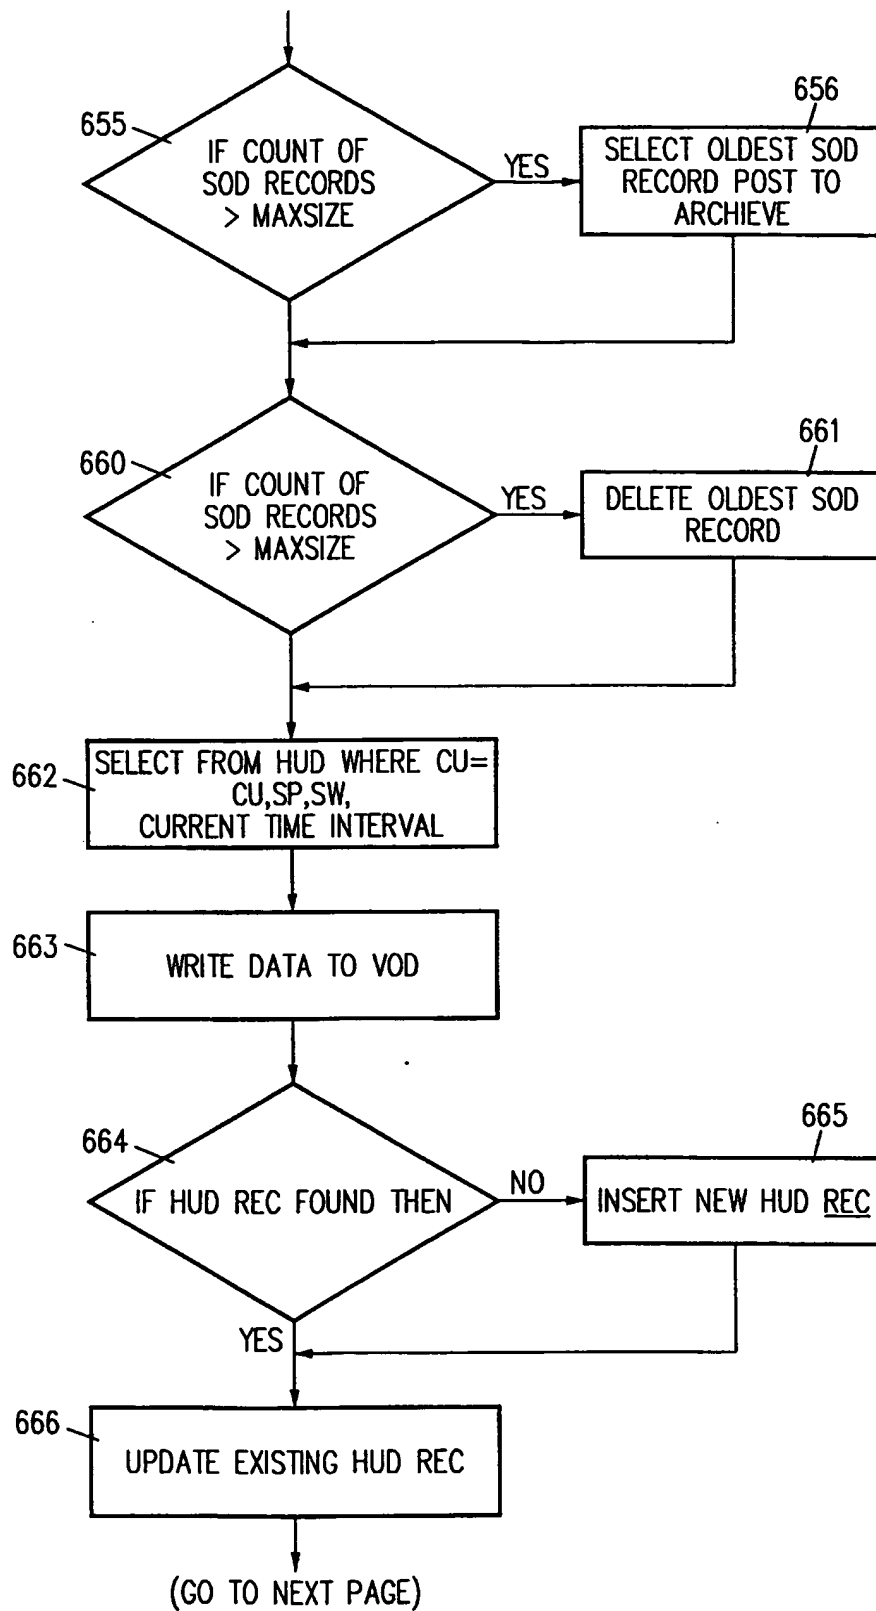 655
IF COUNT OF
SOD RECORDS
> MAXSIZE
YES
656
SELECT OLDEST SOD
RECORD POST TO
ARCHIEVE
660
IF COUNT OF
SOD RECORDS
> MAXSIZE
YES
661
DELETE OLDEST SOD
RECORD
662
SELECT FROM HUD WHERE CU=
CU,SP,SW,
CURRENT TIME INTERVAL
663
WRITE DATA TO VOD
664
IF HUD REC FOUND THEN
NO
665
INSERT NEW HUD REC
YES
666
UPDATE EXISTING HUD REC
(GO TO NEXT PAGE)